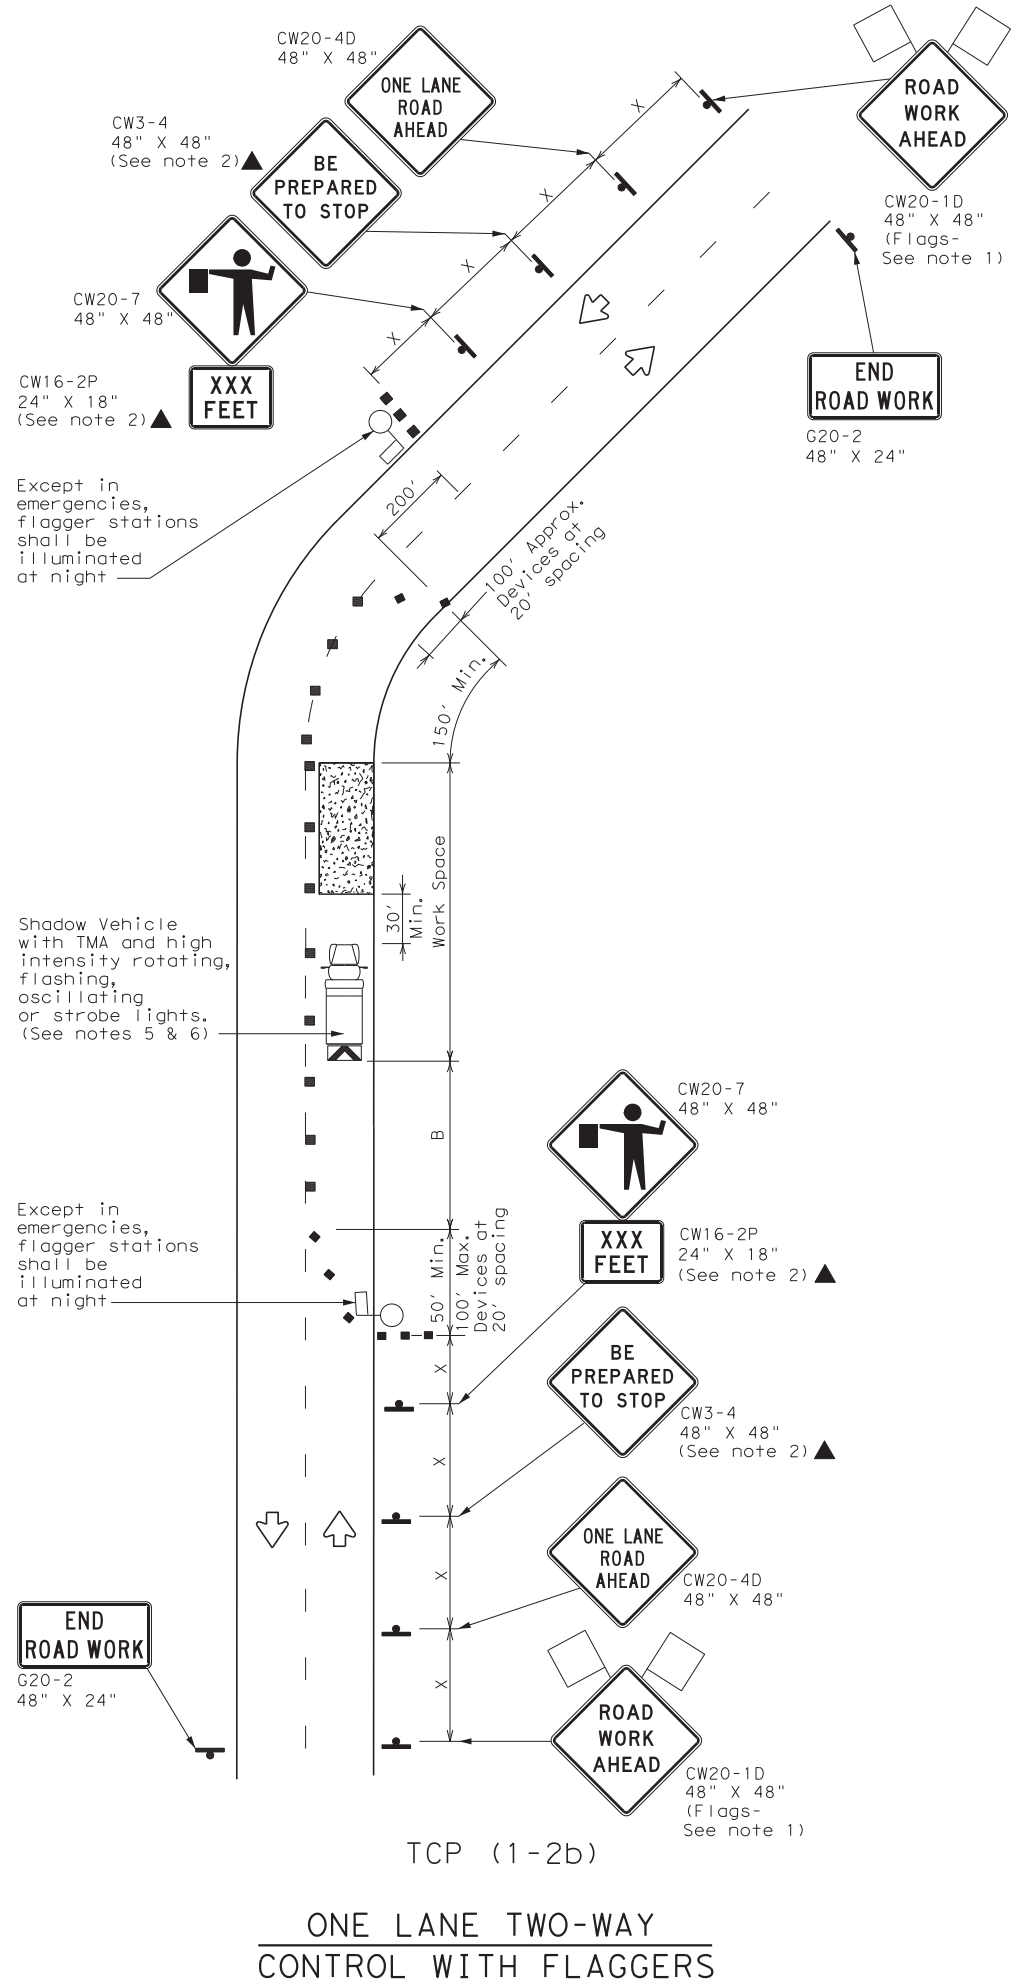 CW20-4D
48" X 48"
ONE LANE
ROAD
AHEAD
X
ROAD
WORK
AHEAD
CW20-1D
48" X 48"
(Flags-
See note 1)
CW3-4
48" X 48"
(See note 2)
BE
PREPARED
TO STOP
X
X
X
CW20-7
48" X 48"
XXX
FEET
CW16-2P
24" X 18"
(See note 2)
END
ROAD WORK
G20-2
48" X 24"
Except in
emergencies,
flagger stations
shall be
illuminated
at night
200'
100' Approx.
Devices at
20' spacing
150' Min.
Work Space
30'
Min.
Shadow Vehicle
with TMA and high
intensity rotating,
flashing,
oscillating
or strobe lights.
(See notes 5 & 6)
B
CW20-7
48" X 48"
XXX
FEET
CW16-2P
24" X 18"
(See note 2)
Except in
emergencies,
flagger stations
shall be
illuminated
at night
50' Min.
100' Max.
Devices at
20' spacing
X
BE
PREPARED
TO STOP
CW3-4
48" X 48"
(See note 2)
X
ONE LANE
ROAD
AHEAD
CW20-4D
48" X 48"
X
END
ROAD WORK
G20-2
48" X 24"
X
ROAD
WORK
AHEAD
CW20-1D
48" X 48"
(Flags-
See note 1)
TCP (1-2b)
ONE LANE TWO-WAY
CONTROL WITH FLAGGERS